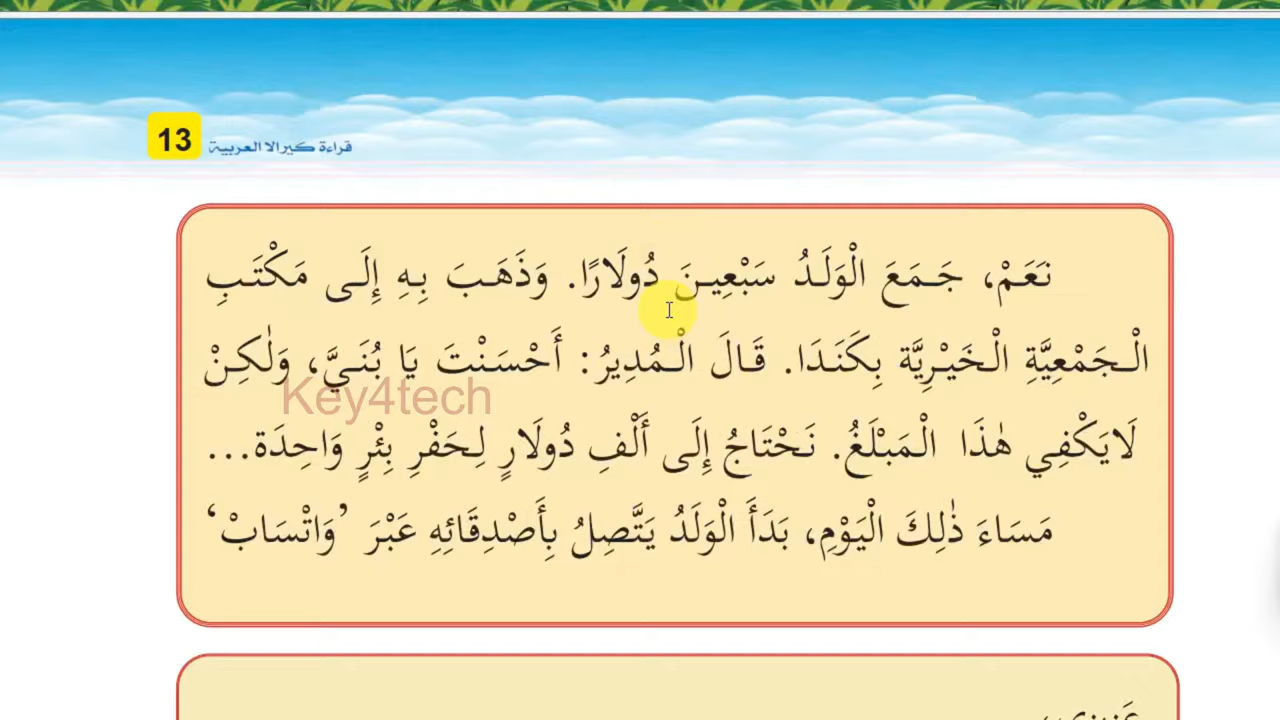 13
قراءة كيرالا العربية
نَعَمْ، جَمَعَ الْوَلَدُ سَبْعِينَ دُولَارًا. وَذَهَبَ بِهِ إِلَى مَكْتَبِ
الْجَمْعِيَّةِ الْخَيْرِيَّة بِكَنَدَا. قَالَ الْمُدِيرُ: أَحْسَنْتَ يَا بُنَيَّ، وَلٰكِنْ
Key4tech
لَايَكْفِي هٰذَا الْمَبْلَغُ. نَحْتَاجُ إِلَى أَلْفِ دُولَارٍ لِحَفْرِ بِئْرٍ وَاحِدَة...
مَسَاءَ ذٰلِكَ الْيَوْمِ، بَدَأَ الْوَلَدُ يَتَّصِلُ بِأَصْدِقَائِهِ عَبْرَ ’وَاتْسَابْ‘